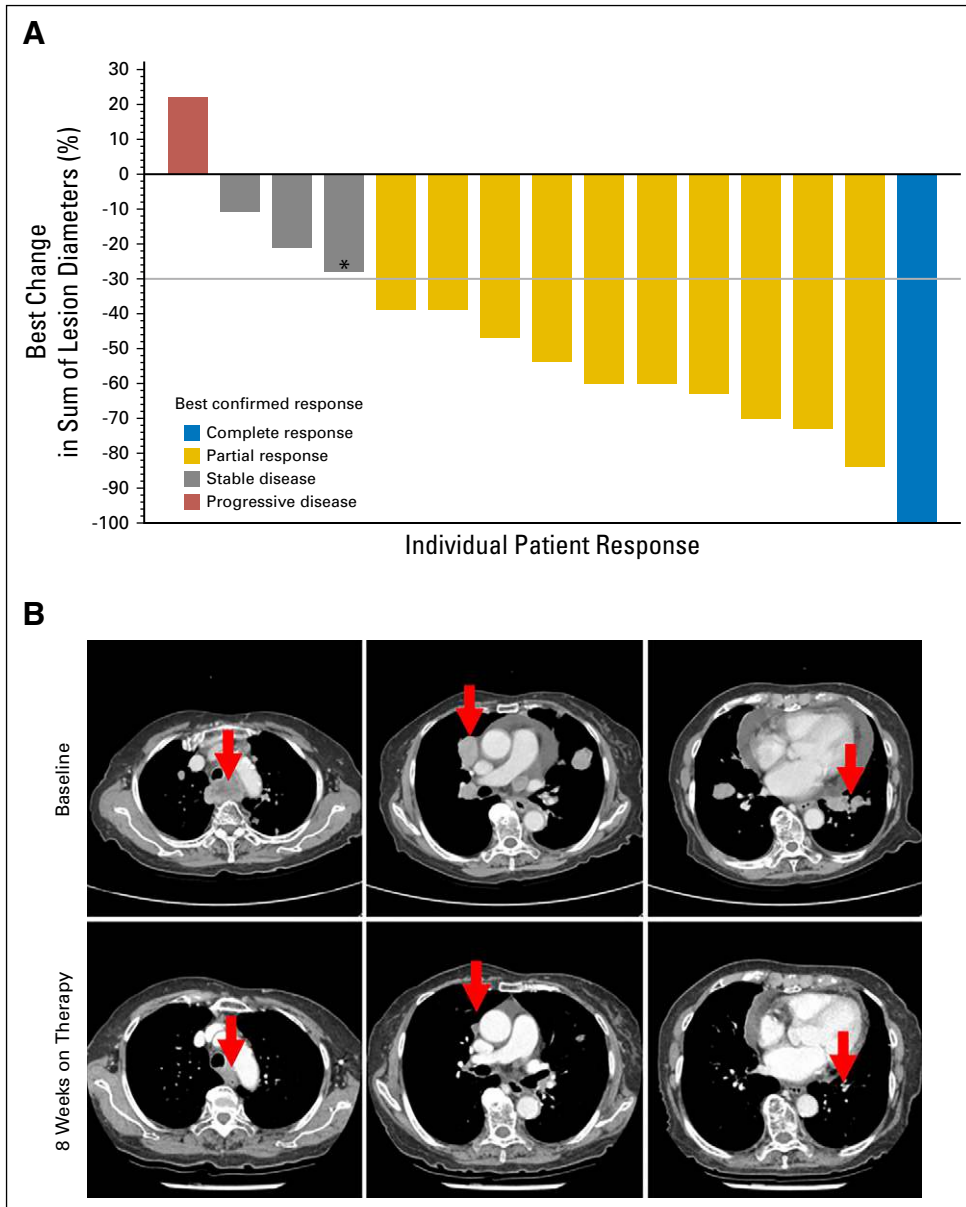 A
Best Change
in Sum of Lesion Diameters (%)
30
20
10
0
-10
-20
-30
-40
-50
-60
-70
-80
-90
-100
*
Best confirmed response
Complete response
Partial response
Stable disease
Progressive disease
Individual Patient Response
B
Baseline
8 Weeks on Therapy